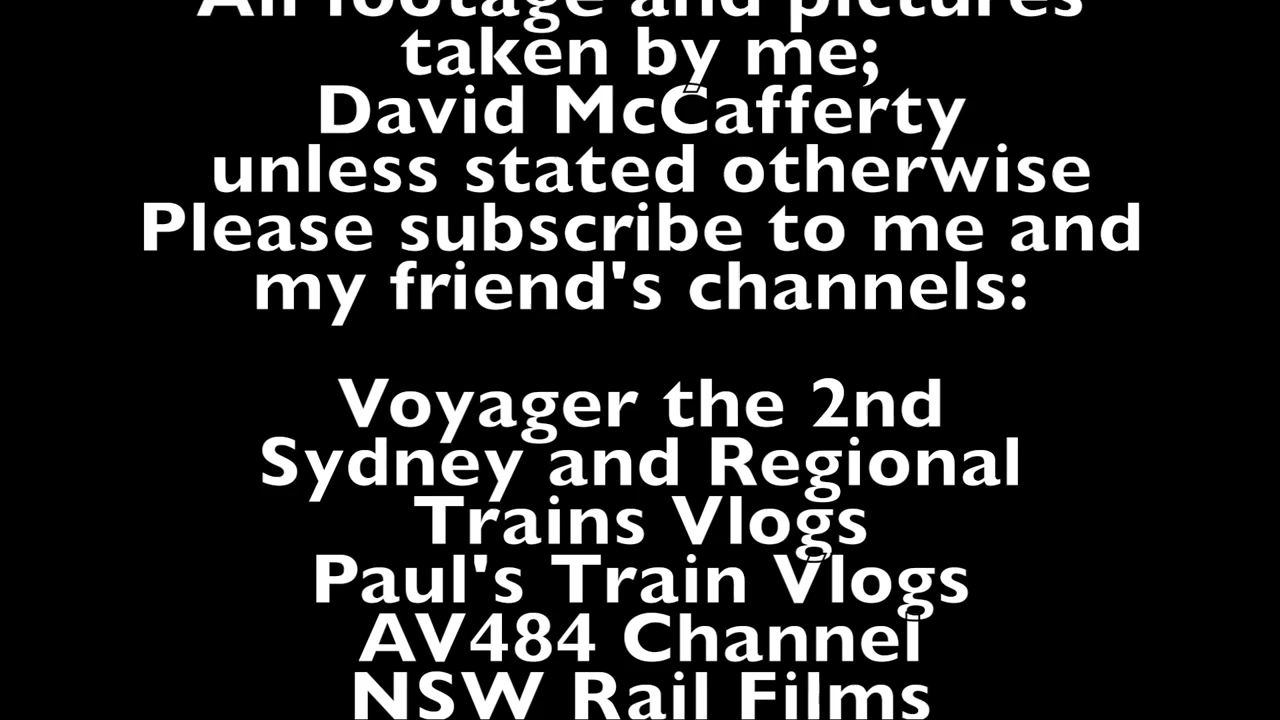 All footage and pictures
taken by me;
David McCafferty
unless stated otherwise
Please subscribe to me and
my friend's channels:
Voyager the 2nd
Sydney and Regional
Trains Vlogs
Paul's Train Vlogs
AV484 Channel
NSW Rail Films